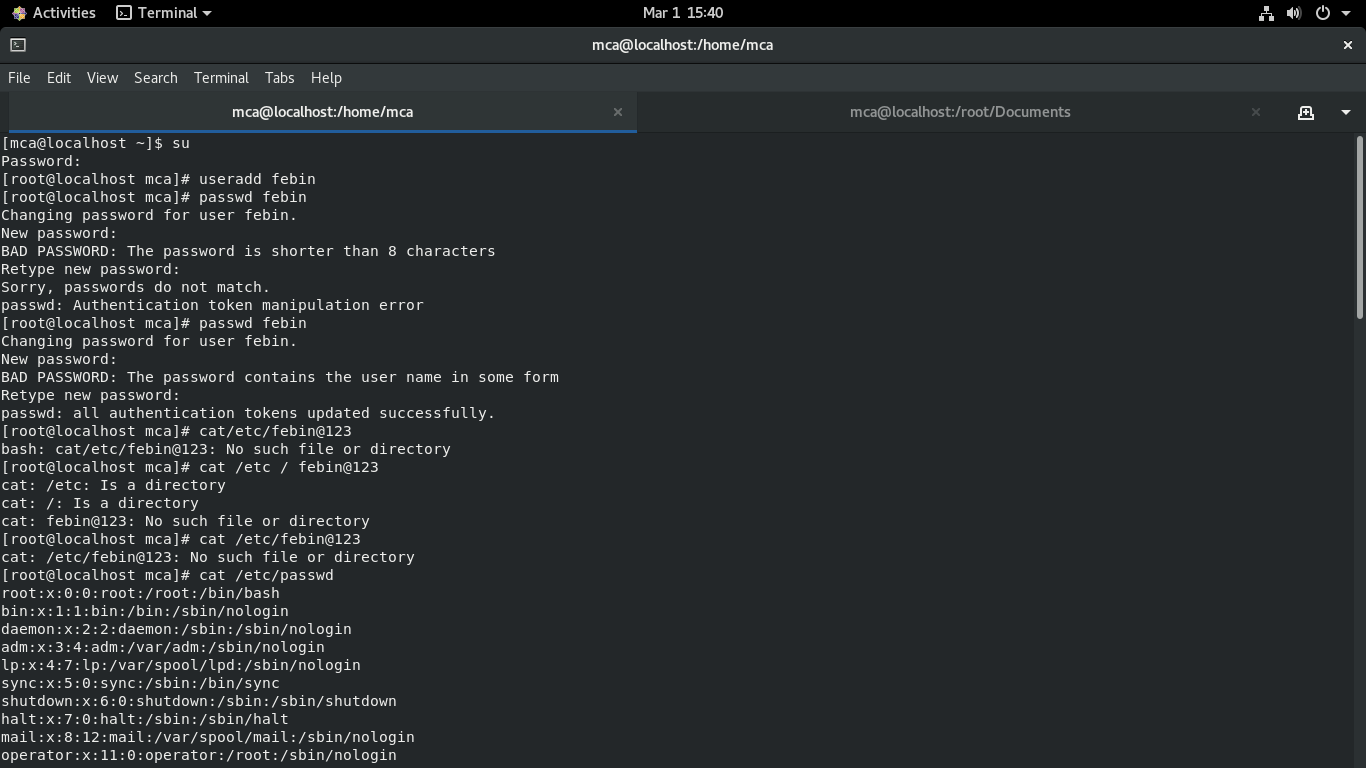 Activities Terminal Mar 1 15:40
mca@localhost:/home/mca
File Edit View Search Terminal Tabs Help
mca@localhost:/home/mca mca@localhost:/root/Documents
[mca@localhost ~]$ su
Password:
[root@localhost mca]# useradd febin
[root@localhost mca]# passwd febin
Changing password for user febin.
New password:
BAD PASSWORD: The password is shorter than 8 characters
Retype new password:
Sorry, passwords do not match.
passwd: Authentication token manipulation error
[root@localhost mca]# passwd febin
Changing password for user febin.
New password:
BAD PASSWORD: The password contains the user name in some form
Retype new password:
passwd: all authentication tokens updated successfully.
[root@localhost mca]# cat/etc/febin@123
bash: cat/etc/febin@123: No such file or directory
[root@localhost mca]# cat /etc / febin@123
cat: /etc: Is a directory
cat: /: Is a directory
cat: febin@123: No such file or directory
[root@localhost mca]# cat /etc/febin@123
cat: /etc/febin@123: No such file or directory
[root@localhost mca]# cat /etc/passwd
root:x:0:0:root:/root:/bin/bash
bin:x:1:1:bin:/bin:/sbin/nologin
daemon:x:2:2:daemon:/sbin:/sbin/nologin
adm:x:3:4:adm:/var/adm:/sbin/nologin
lp:x:4:7:lp:/var/spool/lpd:/sbin/nologin
sync:x:5:0:sync:/sbin:/bin/sync
shutdown:x:6:0:shutdown:/sbin:/sbin/shutdown
halt:x:7:0:halt:/sbin:/sbin/halt
mail:x:8:12:mail:/var/spool/mail:/sbin/nologin
operator:x:11:0:operator:/root:/sbin/nologin